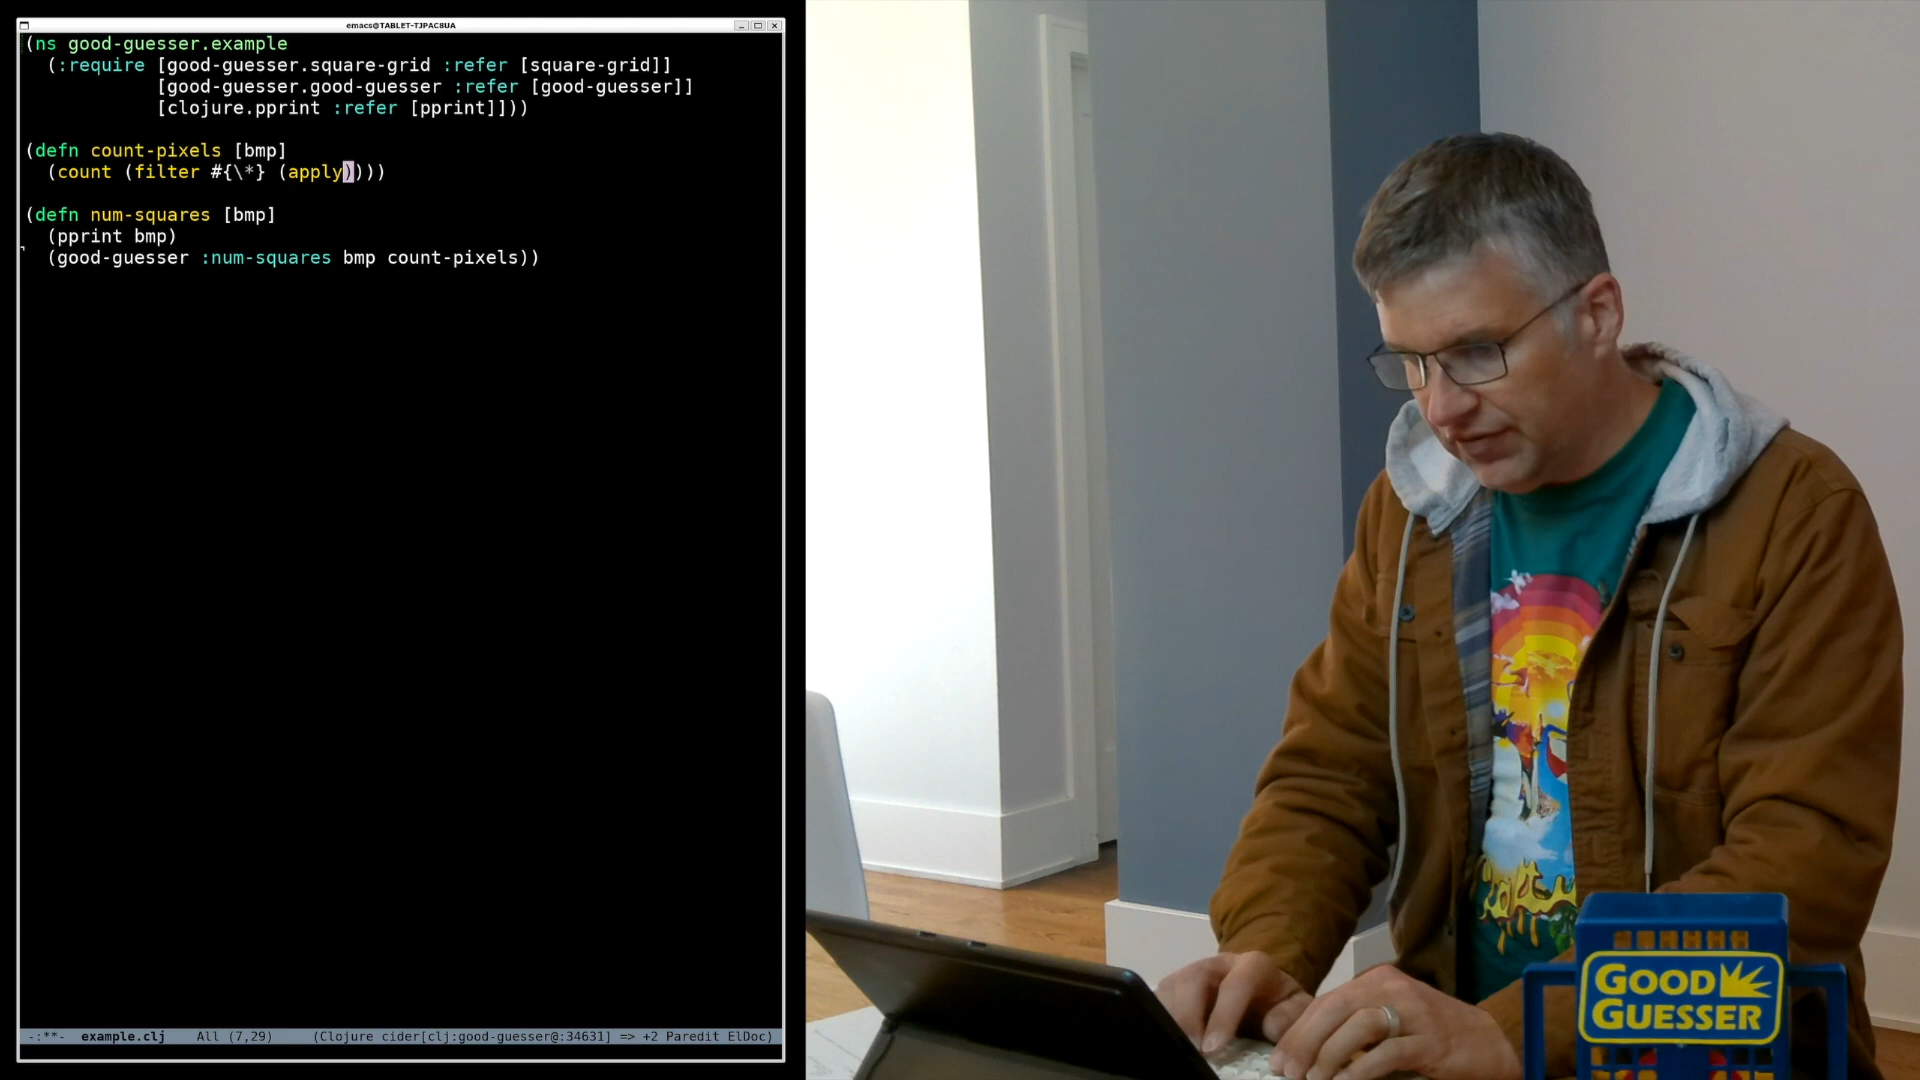 emacs@TABLET-TJPAC8UA
(ns good-guesser.example
  (:require [good-guesser.square-grid :refer [square-grid]]
            [good-guesser.good-guesser :refer [good-guesser]]
            [clojure.pprint :refer [pprint]]))
(defn count-pixels [bmp]
  (count (filter #{\*} (apply))))
(defn num-squares [bmp]
  (pprint bmp)
  (good-guesser :num-squares bmp count-pixels))
-:**-  example.clj    All (7,29)    (Clojure cider[clj:good-guesser@:34631] => +2 Paredit ElDoc)
GOOD
GUESSER